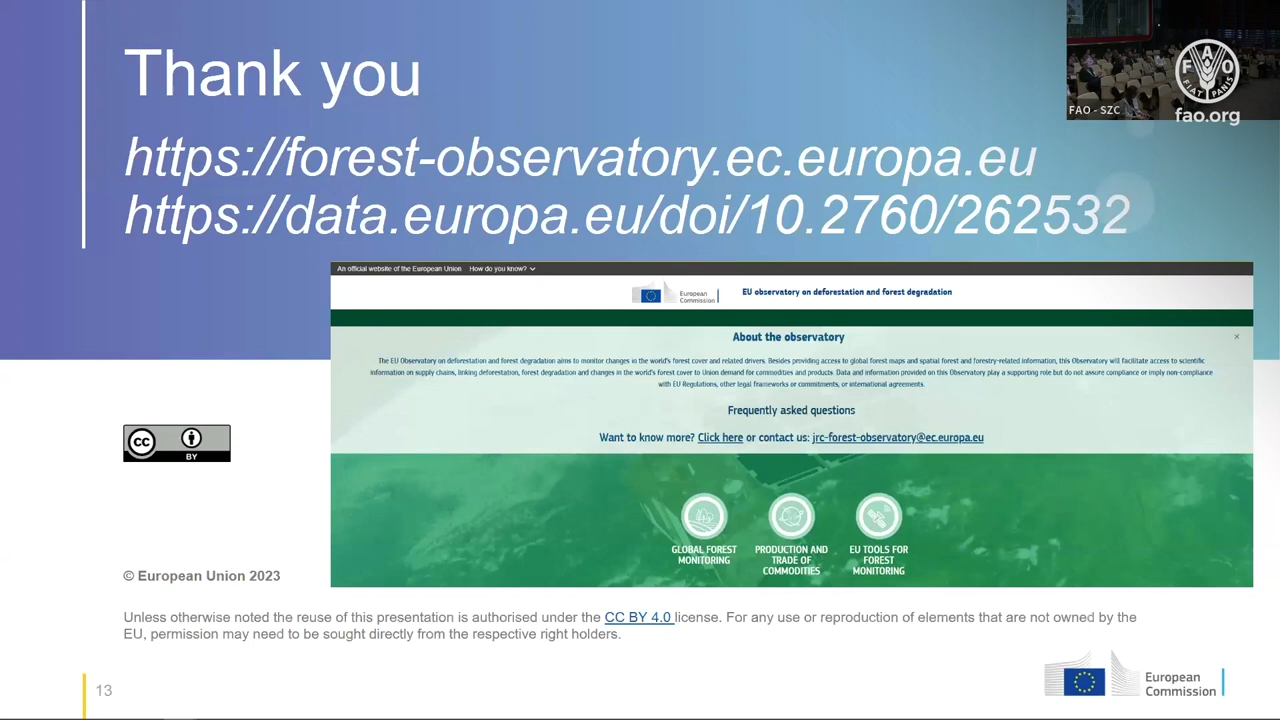 Thank you
https://forest-observatory.ec.europa.eu
https://data.europa.eu/doi/10.2760/262532
FAO - SZC
F A O
FIAT PANIS
fao.org
An official website of the European Union How do you know?
European
Commission
EU observatory on deforestation and forest degradation
About the observatory
×
The EU Observatory on deforestation and forest degradation aims to monitor changes in the world's forest cover and related drivers. Besides providing access to global forest maps and spatial forest and forestry-related information, this Observatory will facilitate access to scientific
information on supply chains, linking deforestation, forest degradation and changes in the world's forest cover to Union demand for commodities and products. Data and information provided on this Observatory play a supporting role but do not assure compliance or imply non-compliance
with EU Regulations, other legal frameworks or commitments, or international agreements.
Frequently asked questions
Want to know more? Click here or contact us: jrc-forest-observatory@ec.europa.eu
GLOBAL FOREST
MONITORING
PRODUCTION AND
TRADE OF
COMMODITIES
EU TOOLS FOR
FOREST
MONITORING
CC
BY
© European Union 2023
Unless otherwise noted the reuse of this presentation is authorised under the CC BY 4.0 license. For any use or reproduction of elements that are not owned by the
EU, permission may need to be sought directly from the respective right holders.
13
European
Commission